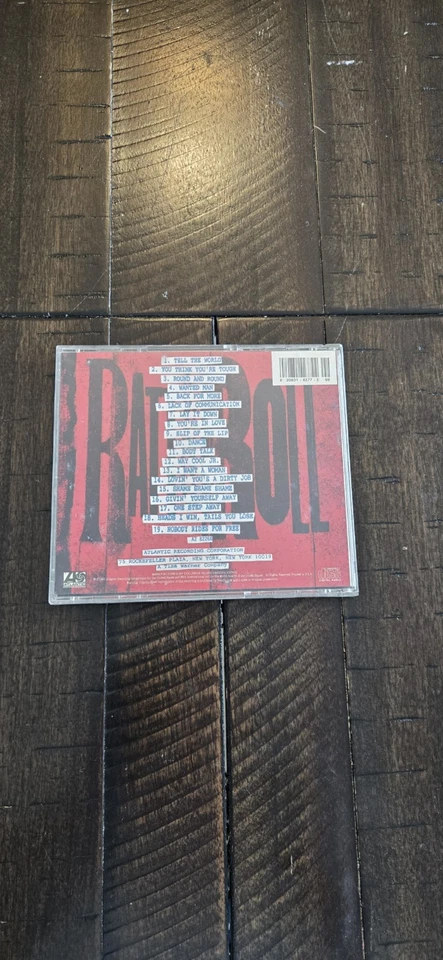 RATT & ROLL
1. TELL THE WORLD
2. YOU THINK YOU'RE TOUGH
3. ROUND AND ROUND
4. WANTED MAN
5. BACK FOR MORE
6. LACK OF COMMUNICATION
7. LAY IT DOWN
8. YOU'RE IN LOVE
9. SLIP OF THE LIP
10. DANCE
11. BODY TALK
12. WAY COOL JR.
13. I WANT A WOMAN
14. LOVIN' YOU'S A DIRTY JOB
15. SHAME SHAME SHAME
16. GIVIN' YOURSELF AWAY
17. ONE STEP AWAY
18. HEADS I WIN, TAILS YOU LOSE
19. NOBODY RIDES FOR FREE
ATLANTIC RECORDING CORPORATION
75 ROCKEFELLER PLAZA, NEW YORK, NEW YORK 10019
A TIME WARNER COMPANY